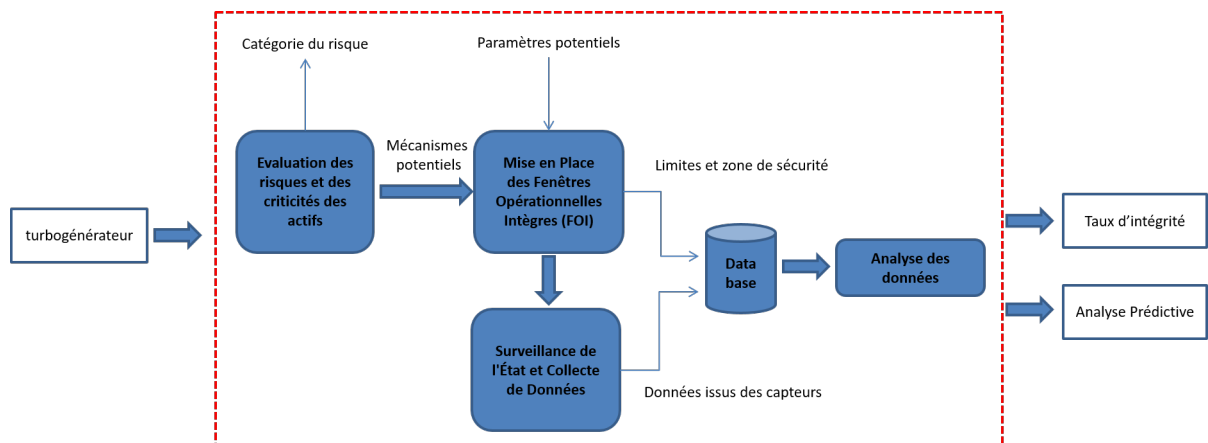 Catégorie du risque
Paramètres potentiels
Evaluation des
risques et des
criticités des
actifs
Mécanismes
potentiels
Mise en Place
des Fenêtres
Opérationnelles
Intègres (FOI)
Limites et zone de sécurité
turbogénérateur
Data
base
Analyse des
données
Taux d’intégrité
Analyse Prédictive
Surveillance de
l'État et Collecte
de Données
Données issus des capteurs